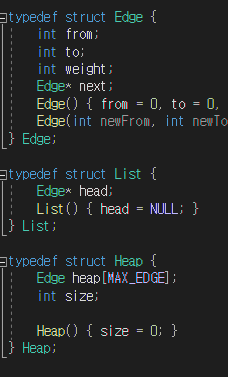 typedef struct Edge {
int from;
int to;
int weight;
Edge* next;
Edge() { from = 0, to = 0,
Edge(int newFrom, int newTo
} Edge;
typedef struct List {
Edge* head;
List() { head = NULL; }
} List;
typedef struct Heap {
Edge heap[MAX_EDGE];
int size;
Heap() { size = 0; }
} Heap;